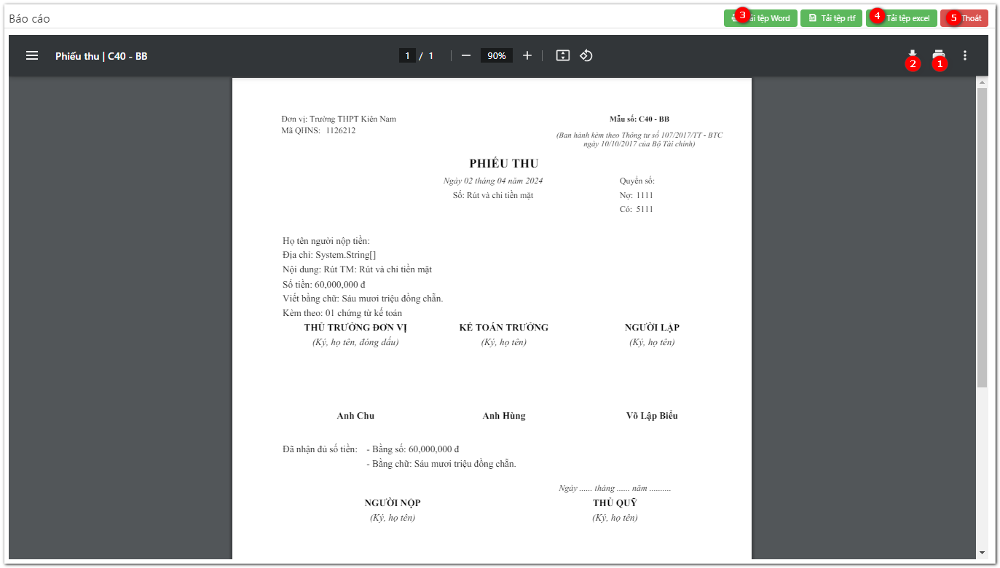 Báo cáo
3 Tải tệp Word
Tải tệp rtf
4 Tải tệp excel
5 Thoát
Phiếu thu | C40 - BB
1 / 1
90%
2
1
Đơn vị: Trường THPT Kiên Nam
Mã QHNS: 1126212
Mẫu số: C40 - BB
(Ban hành kèm theo Thông tư số 107/2017/TT - BTC
ngày 10/10/2017 của Bộ Tài chính)
PHIẾU THU
Ngày 02 tháng 04 năm 2024
Số: Rút và chi tiền mặt
Quyển số:
Nợ: 1111
Có: 5111
Họ tên người nộp tiền:
Địa chỉ: System.String[]
Nội dung: Rút TM: Rút và chi tiền mặt
Số tiền: 60,000,000 đ
Viết bằng chữ: Sáu mươi triệu đồng chẵn.
Kèm theo: 01 chứng từ kế toán
THỦ TRƯỞNG ĐƠN VỊ
(Ký, họ tên, đóng dấu)
KẾ TOÁN TRƯỞNG
(Ký, họ tên)
NGƯỜI LẬP
(Ký, họ tên)
Anh Chu
Anh Hùng
Võ Lập Biểu
Đã nhận đủ số tiền: - Bằng số: 60,000,000 đ
- Bằng chữ: Sáu mươi triệu đồng chẵn.
Ngày ...... tháng ...... năm ..........
NGƯỜI NỘP
(Ký, họ tên)
THỦ QUỸ
(Ký, họ tên)